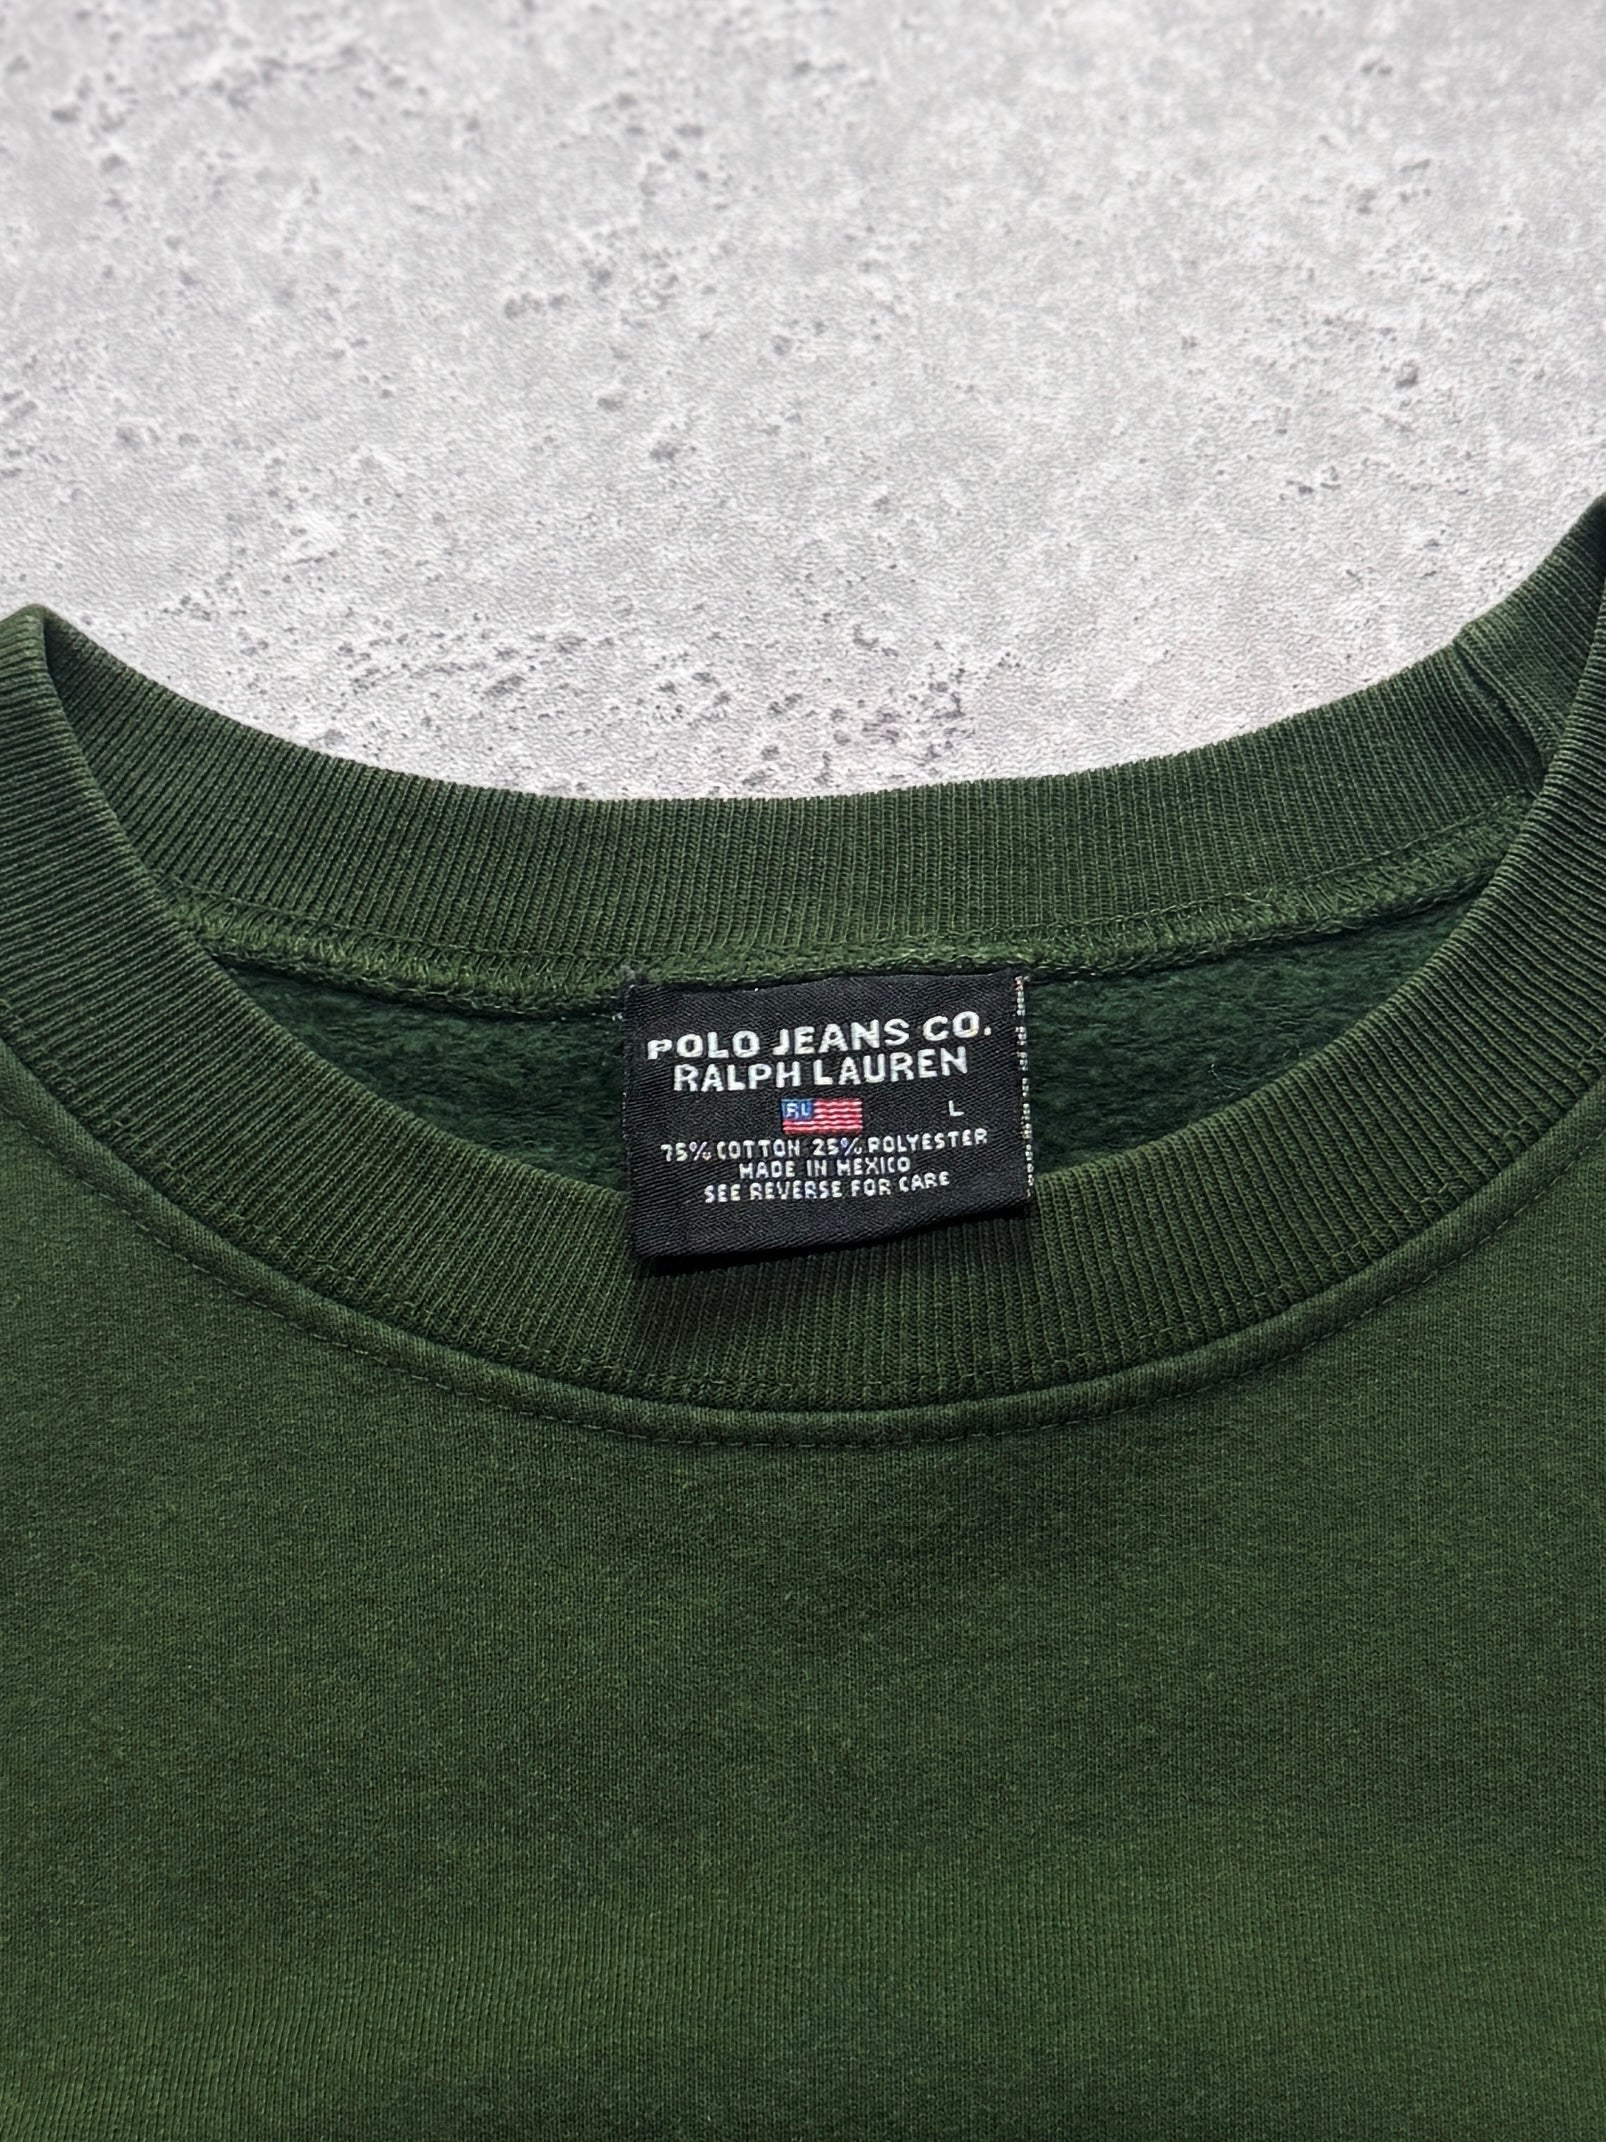 POLO JEANS CO.
RALPH LAUREN
RL L
75% COTTON 25% POLYESTER
MADE IN MEXICO
SEE REVERSE FOR CARE